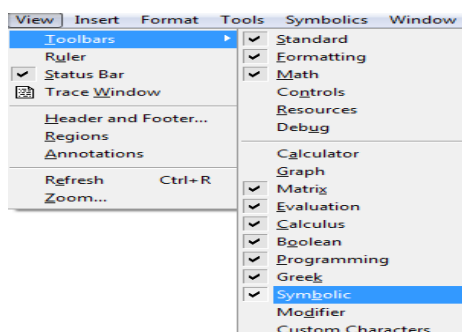 View Insert Format Tools Symbolics Window
Toolbars
Ruler
Status Bar
Trace Window
Header and Footer...
Regions
Annotations
Refresh Ctrl+R
Zoom...
Standard
Formatting
Math
Controls
Resources
Debug
Calculator
Graph
Matrix
Evaluation
Calculus
Boolean
Programming
Greek
Symbolic
Modifier
Custom Characters